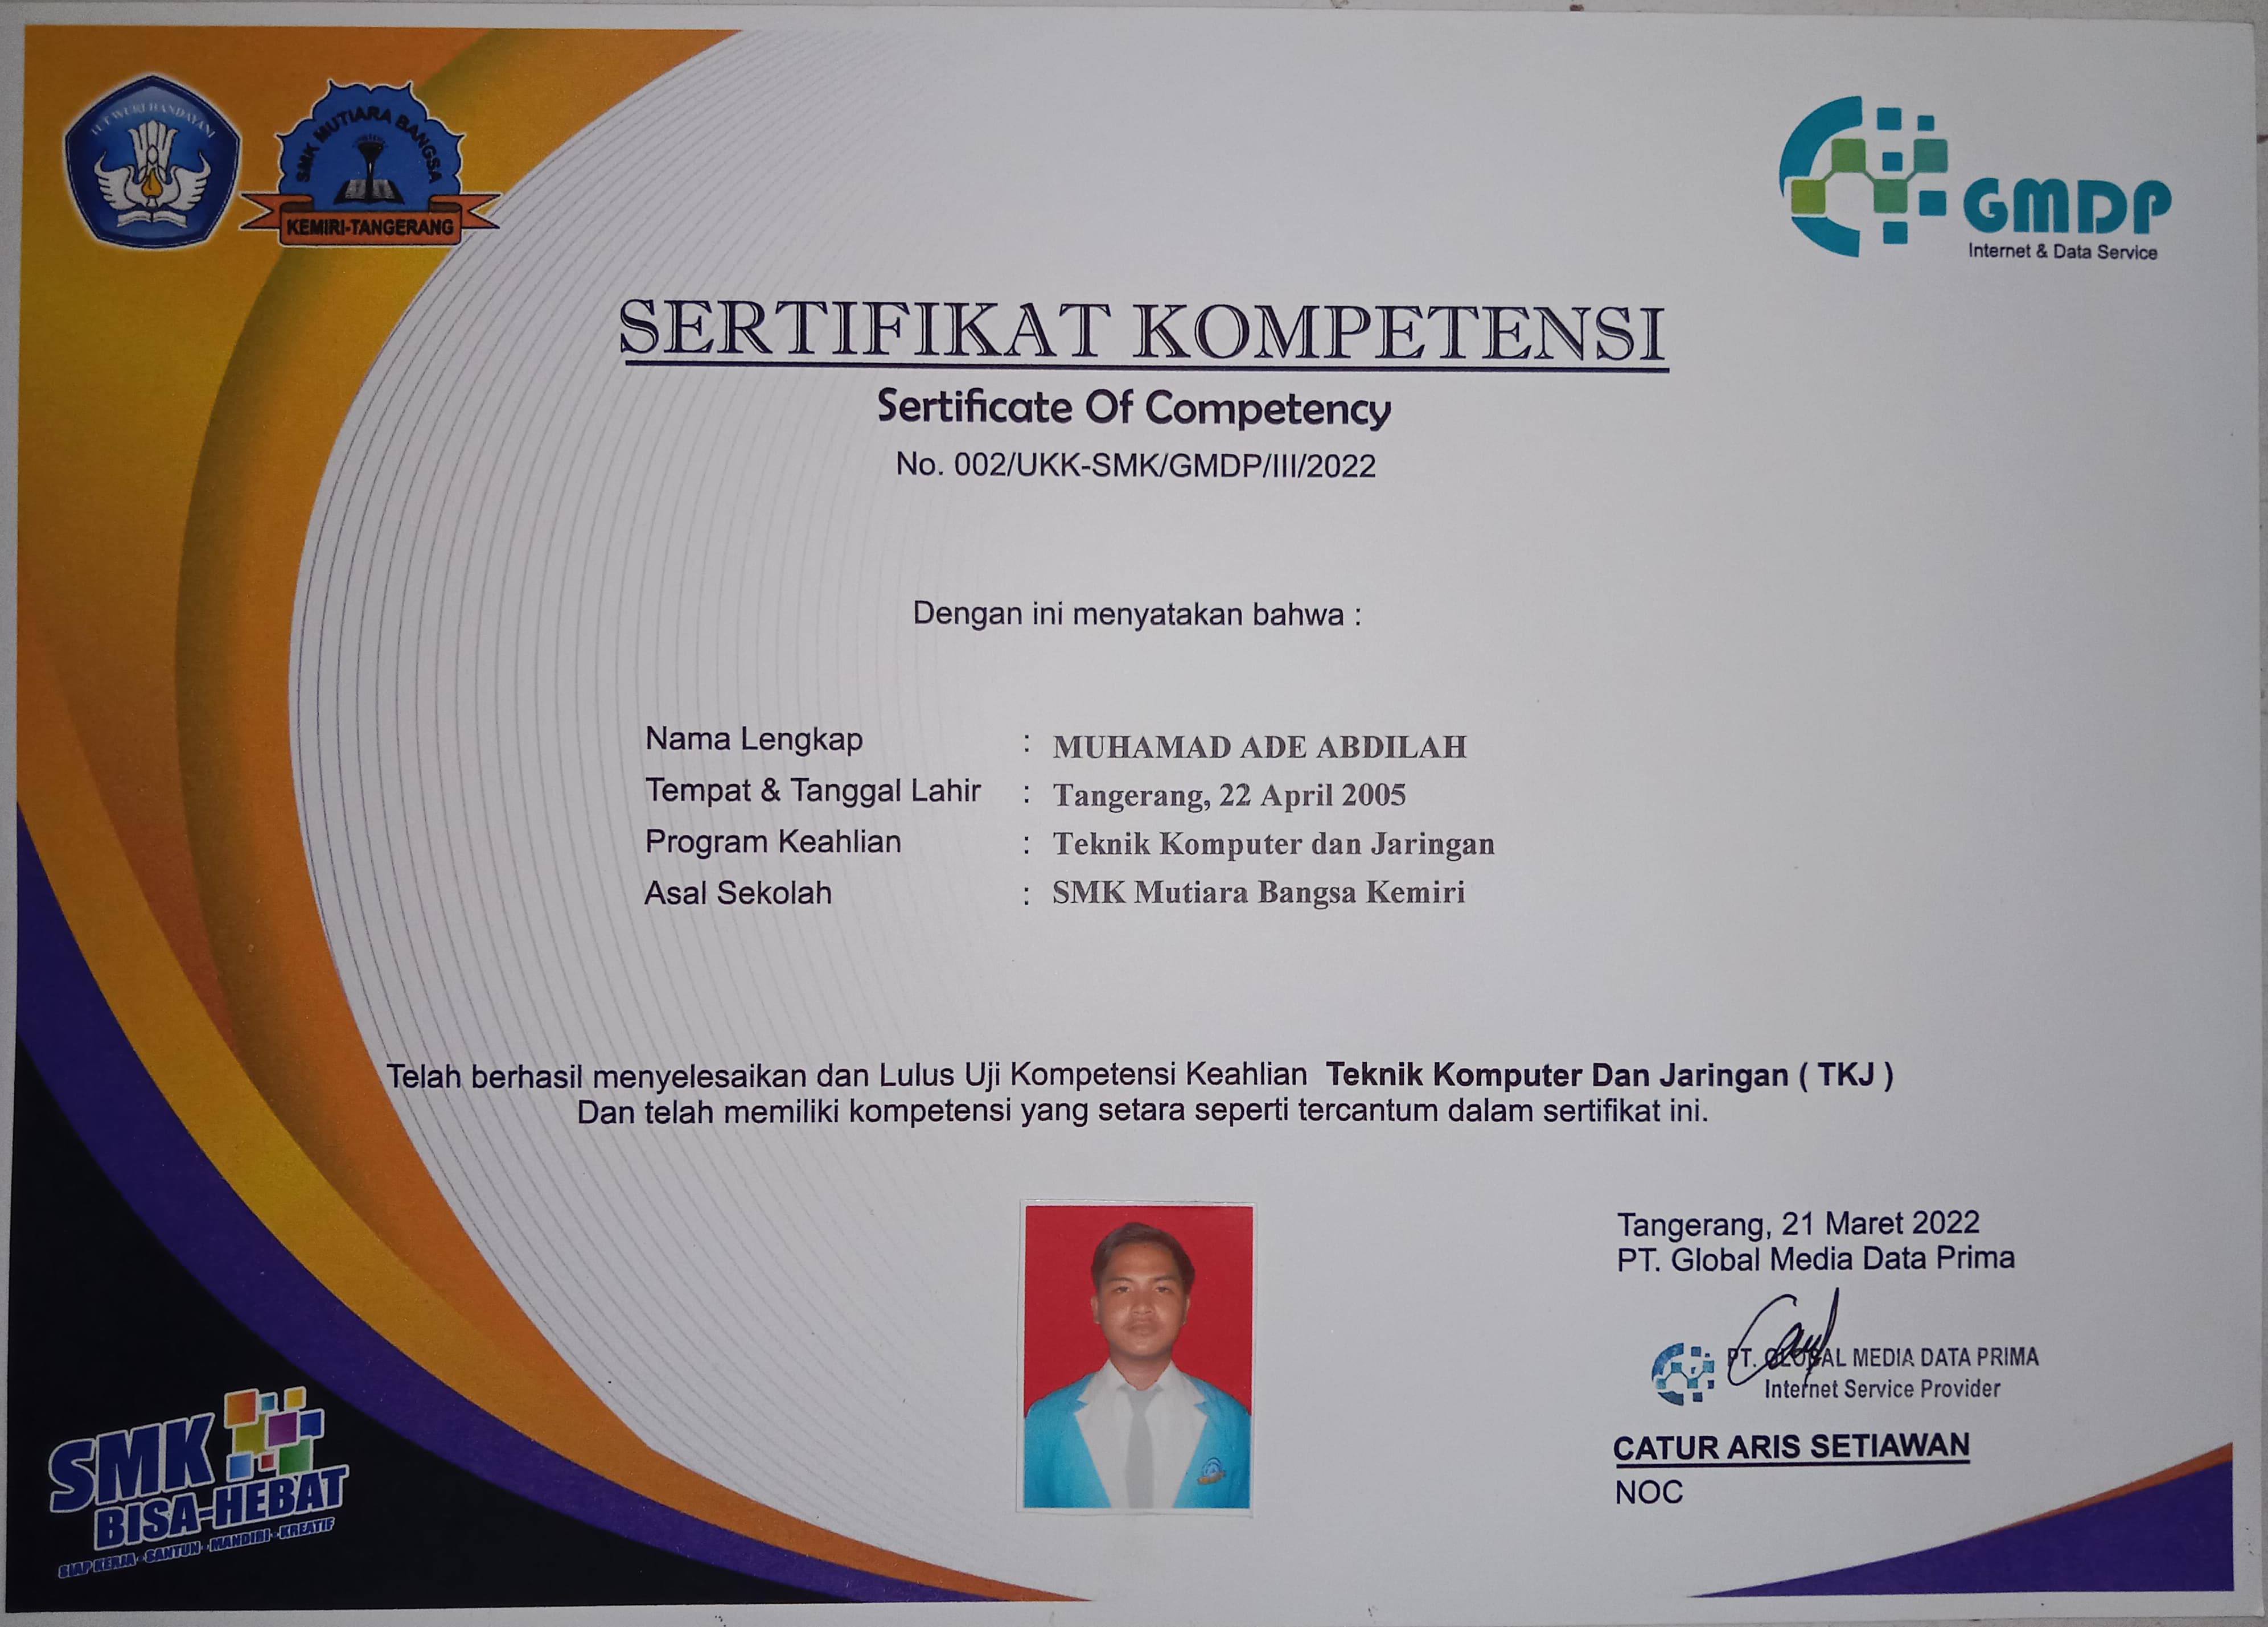 TUT WURI HANDAYANI
SMK MUTIARA BANGSA
KEMIRI-TANGERANG
GMDP
Internet & Data Service
SERTIFIKAT KOMPETENSI
Sertificate Of Competency
No. 002/UKK-SMK/GMDP/III/2022
Dengan ini menyatakan bahwa :
Nama Lengkap : MUHAMAD ADE ABDILAH
Tempat & Tanggal Lahir : Tangerang, 22 April 2005
Program Keahlian : Teknik Komputer dan Jaringan
Asal Sekolah : SMK Mutiara Bangsa Kemiri
Telah berhasil menyelesaikan dan Lulus Uji Kompetensi Keahlian Teknik Komputer Dan Jaringan ( TKJ )
Dan telah memiliki kompetensi yang setara seperti tercantum dalam sertifikat ini.
Tangerang, 21 Maret 2022
PT. Global Media Data Prima
PT. GLOBAL MEDIA DATA PRIMA
Internet Service Provider
CATUR ARIS SETIAWAN
NOC
SMK
BISA-HEBAT
SIAP KERJA · SANTUN · MANDIRI · KREATIF